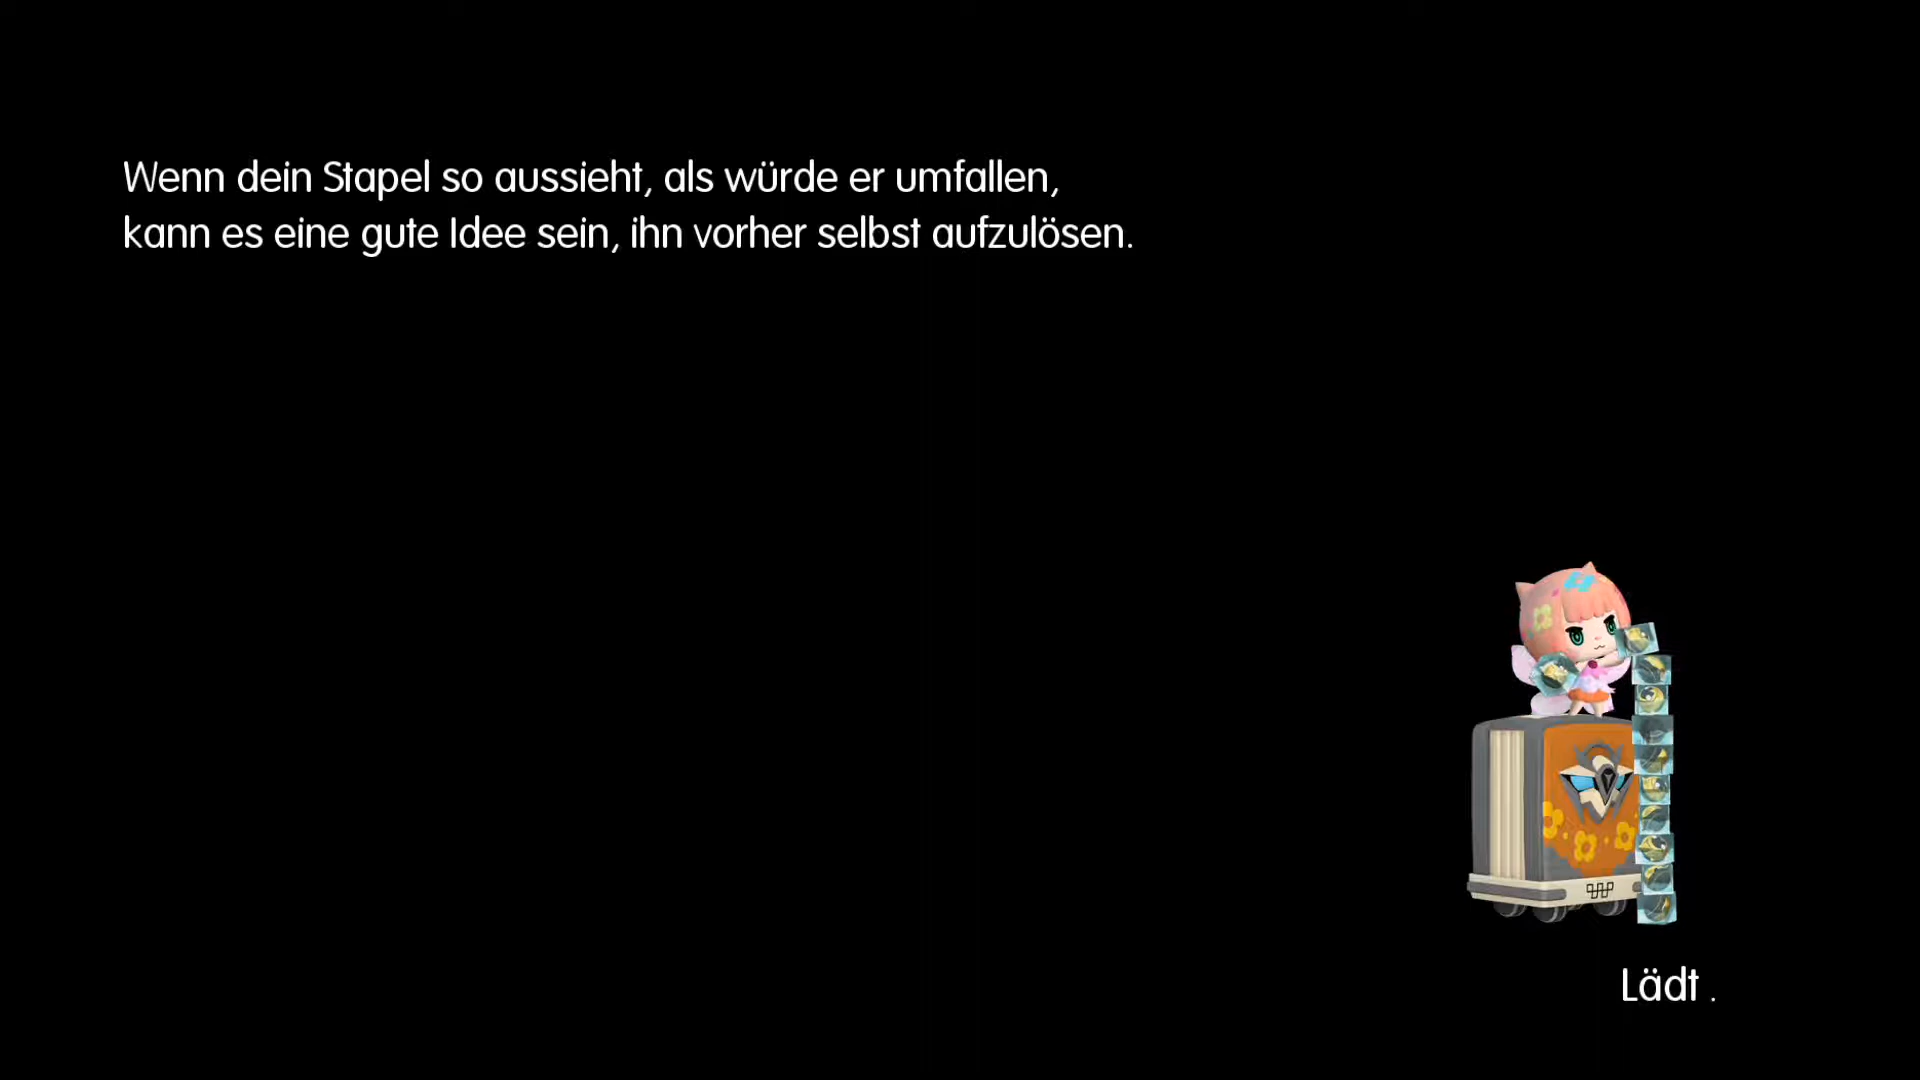 Wenn dein Stapel so aussieht, als würde er umfallen,
kann es eine gute Idee sein, ihn vorher selbst aufzulösen.
Lädt .